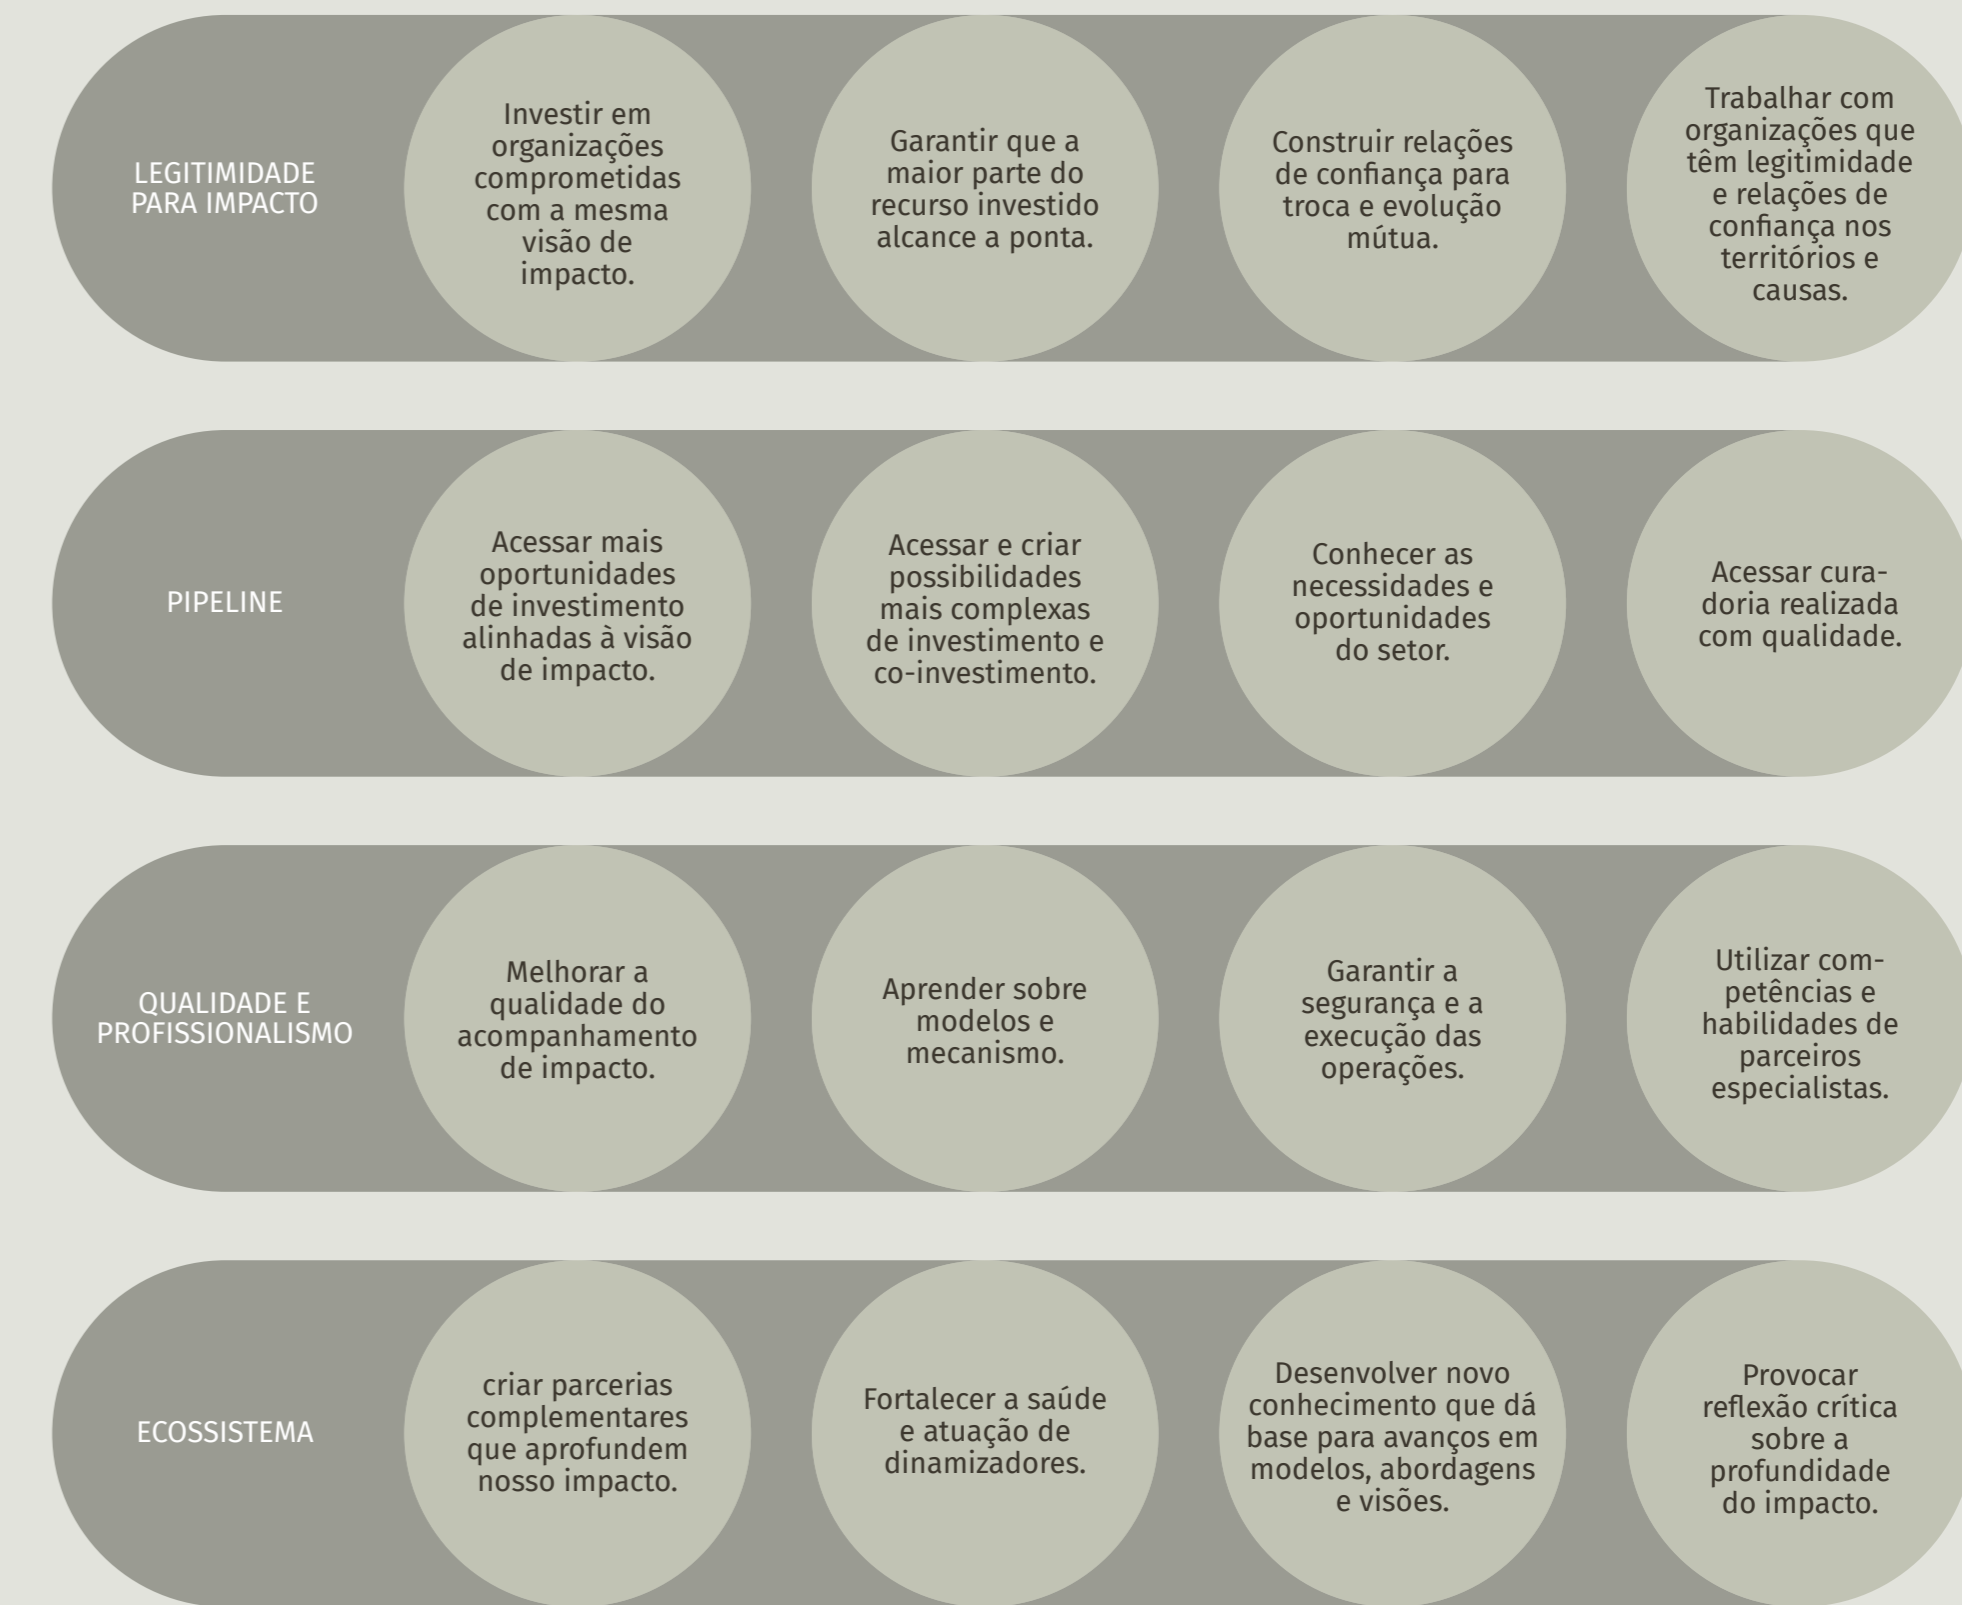 LEGITIMIDADE
PARA IMPACTO
Investir em
organizações
comprometidas
com a mesma
visão de
impacto.
Garantir que a
maior parte do
recurso investido
alcance a ponta.
Construir relações
de confiança para
troca e evolução
mútua.
Trabalhar com
organizações que
têm legitimidade
e relações de
confiança nos
territórios e
causas.
PIPELINE
Acessar mais
oportunidades
de investimento
alinhadas à visão
de impacto.
Acessar e criar
possibilidades
mais complexas
de investimento e
co-investimento.
Conhecer as
necessidades e
oportunidades
do setor.
Acessar cura-
doria realizada
com qualidade.
QUALIDADE E
PROFISSIONALISMO
Melhorar a
qualidade do
acompanhamento
de impacto.
Aprender sobre
modelos e
mecanismo.
Garantir a
segurança e a
execução das
operações.
Utilizar com-
petências e
habilidades de
parceiros
especialistas.
ECOSSISTEMA
criar parcerias
complementares
que aprofundem
nosso impacto.
Fortalecer a saúde
e atuação de
dinamizadores.
Desenvolver novo
conhecimento que dá
base para avanços em
modelos, abordagens
e visões.
Provocar
reflexão crítica
sobre a
profundidade
do impacto.